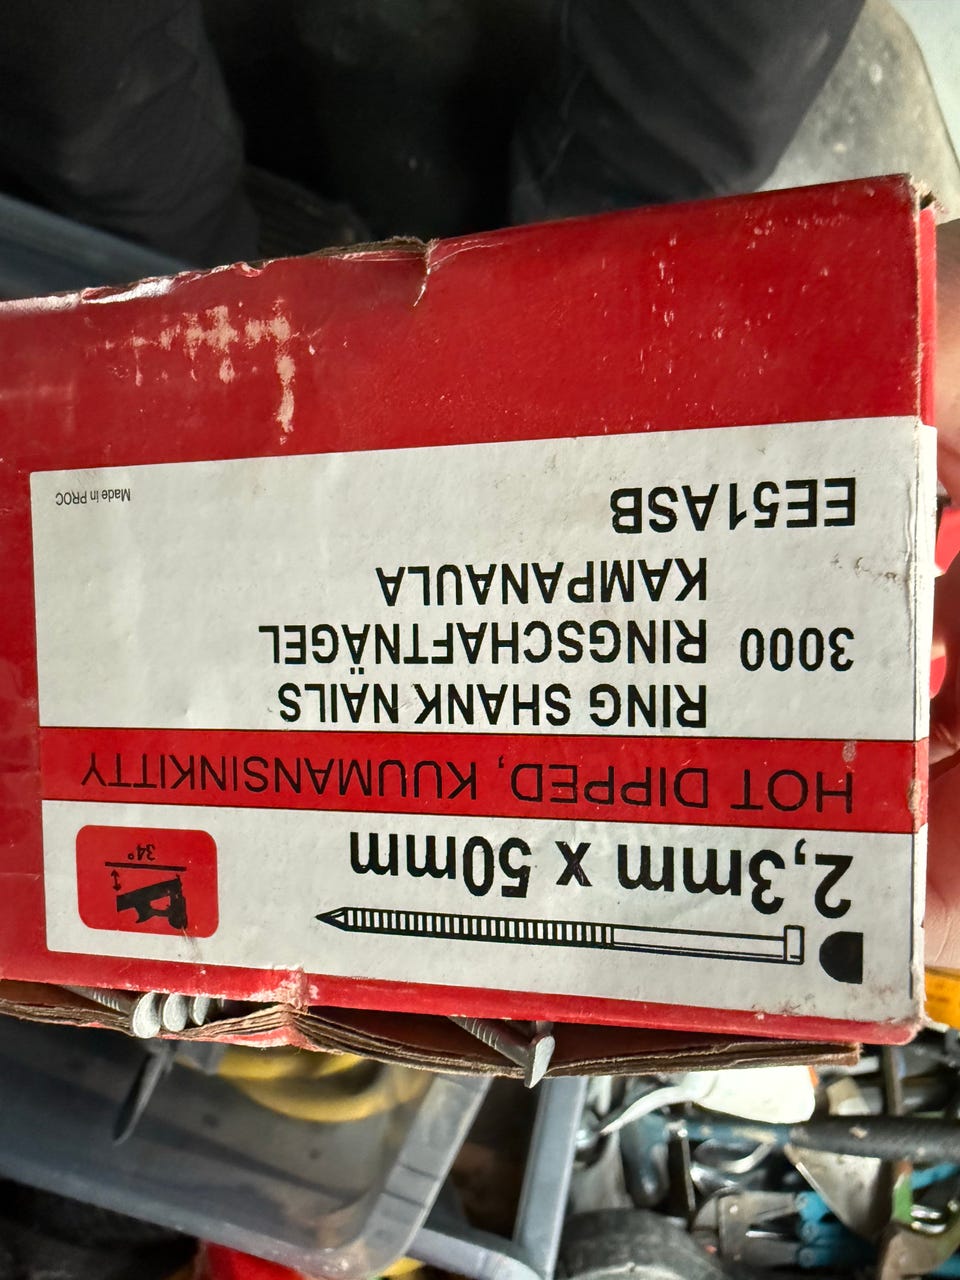 2,3mm x 50mm
34°
HOT DIPPED, KUUMANSINKITTY
RING SHANK NAILS
3000 RINGSCHAFTNÄGEL
KAMPANAULA
EE51ASB
Made in PROC